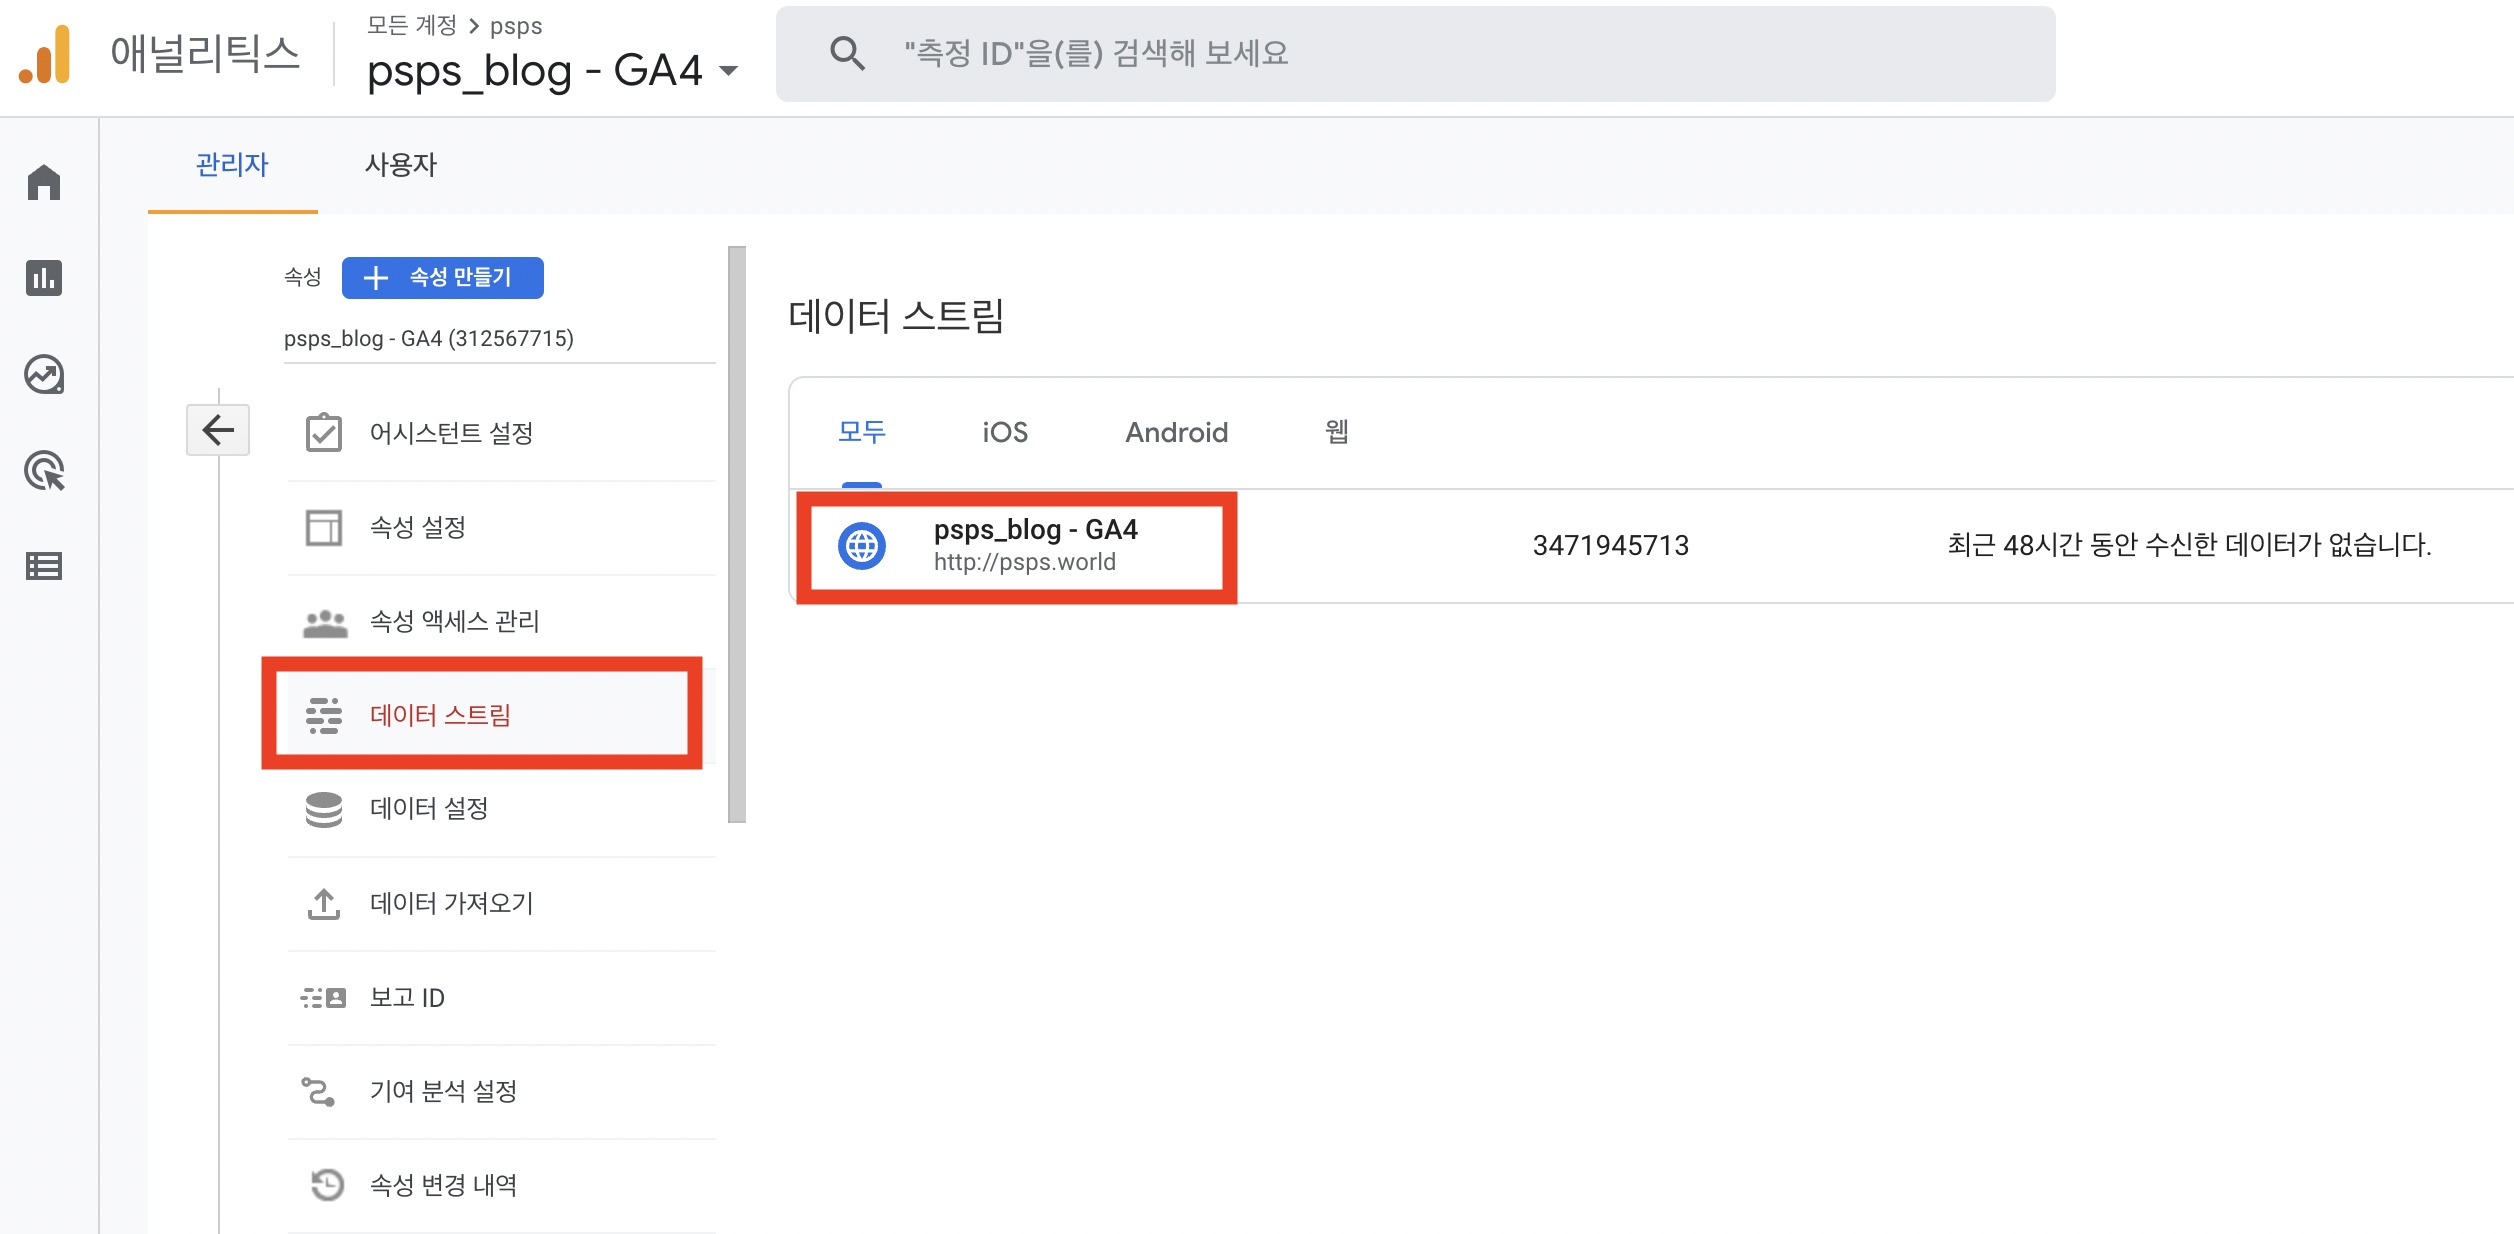 애널리틱스
모든 계정 > psps
psps_blog - GA4
"측정 ID"을(를) 검색해 보세요
관리자
사용자
속성
속성 만들기
psps_blog - GA4 (312567715)
어시스턴트 설정
속성 설정
속성 액세스 관리
데이터 스트림
데이터 설정
데이터 가져오기
보고 ID
기여 분석 설정
속성 변경 내역
데이터 스트림
모두
iOS
Android
웹
psps_blog - GA4
http://psps.world
3471945713
최근 48시간 동안 수신한 데이터가 없습니다.